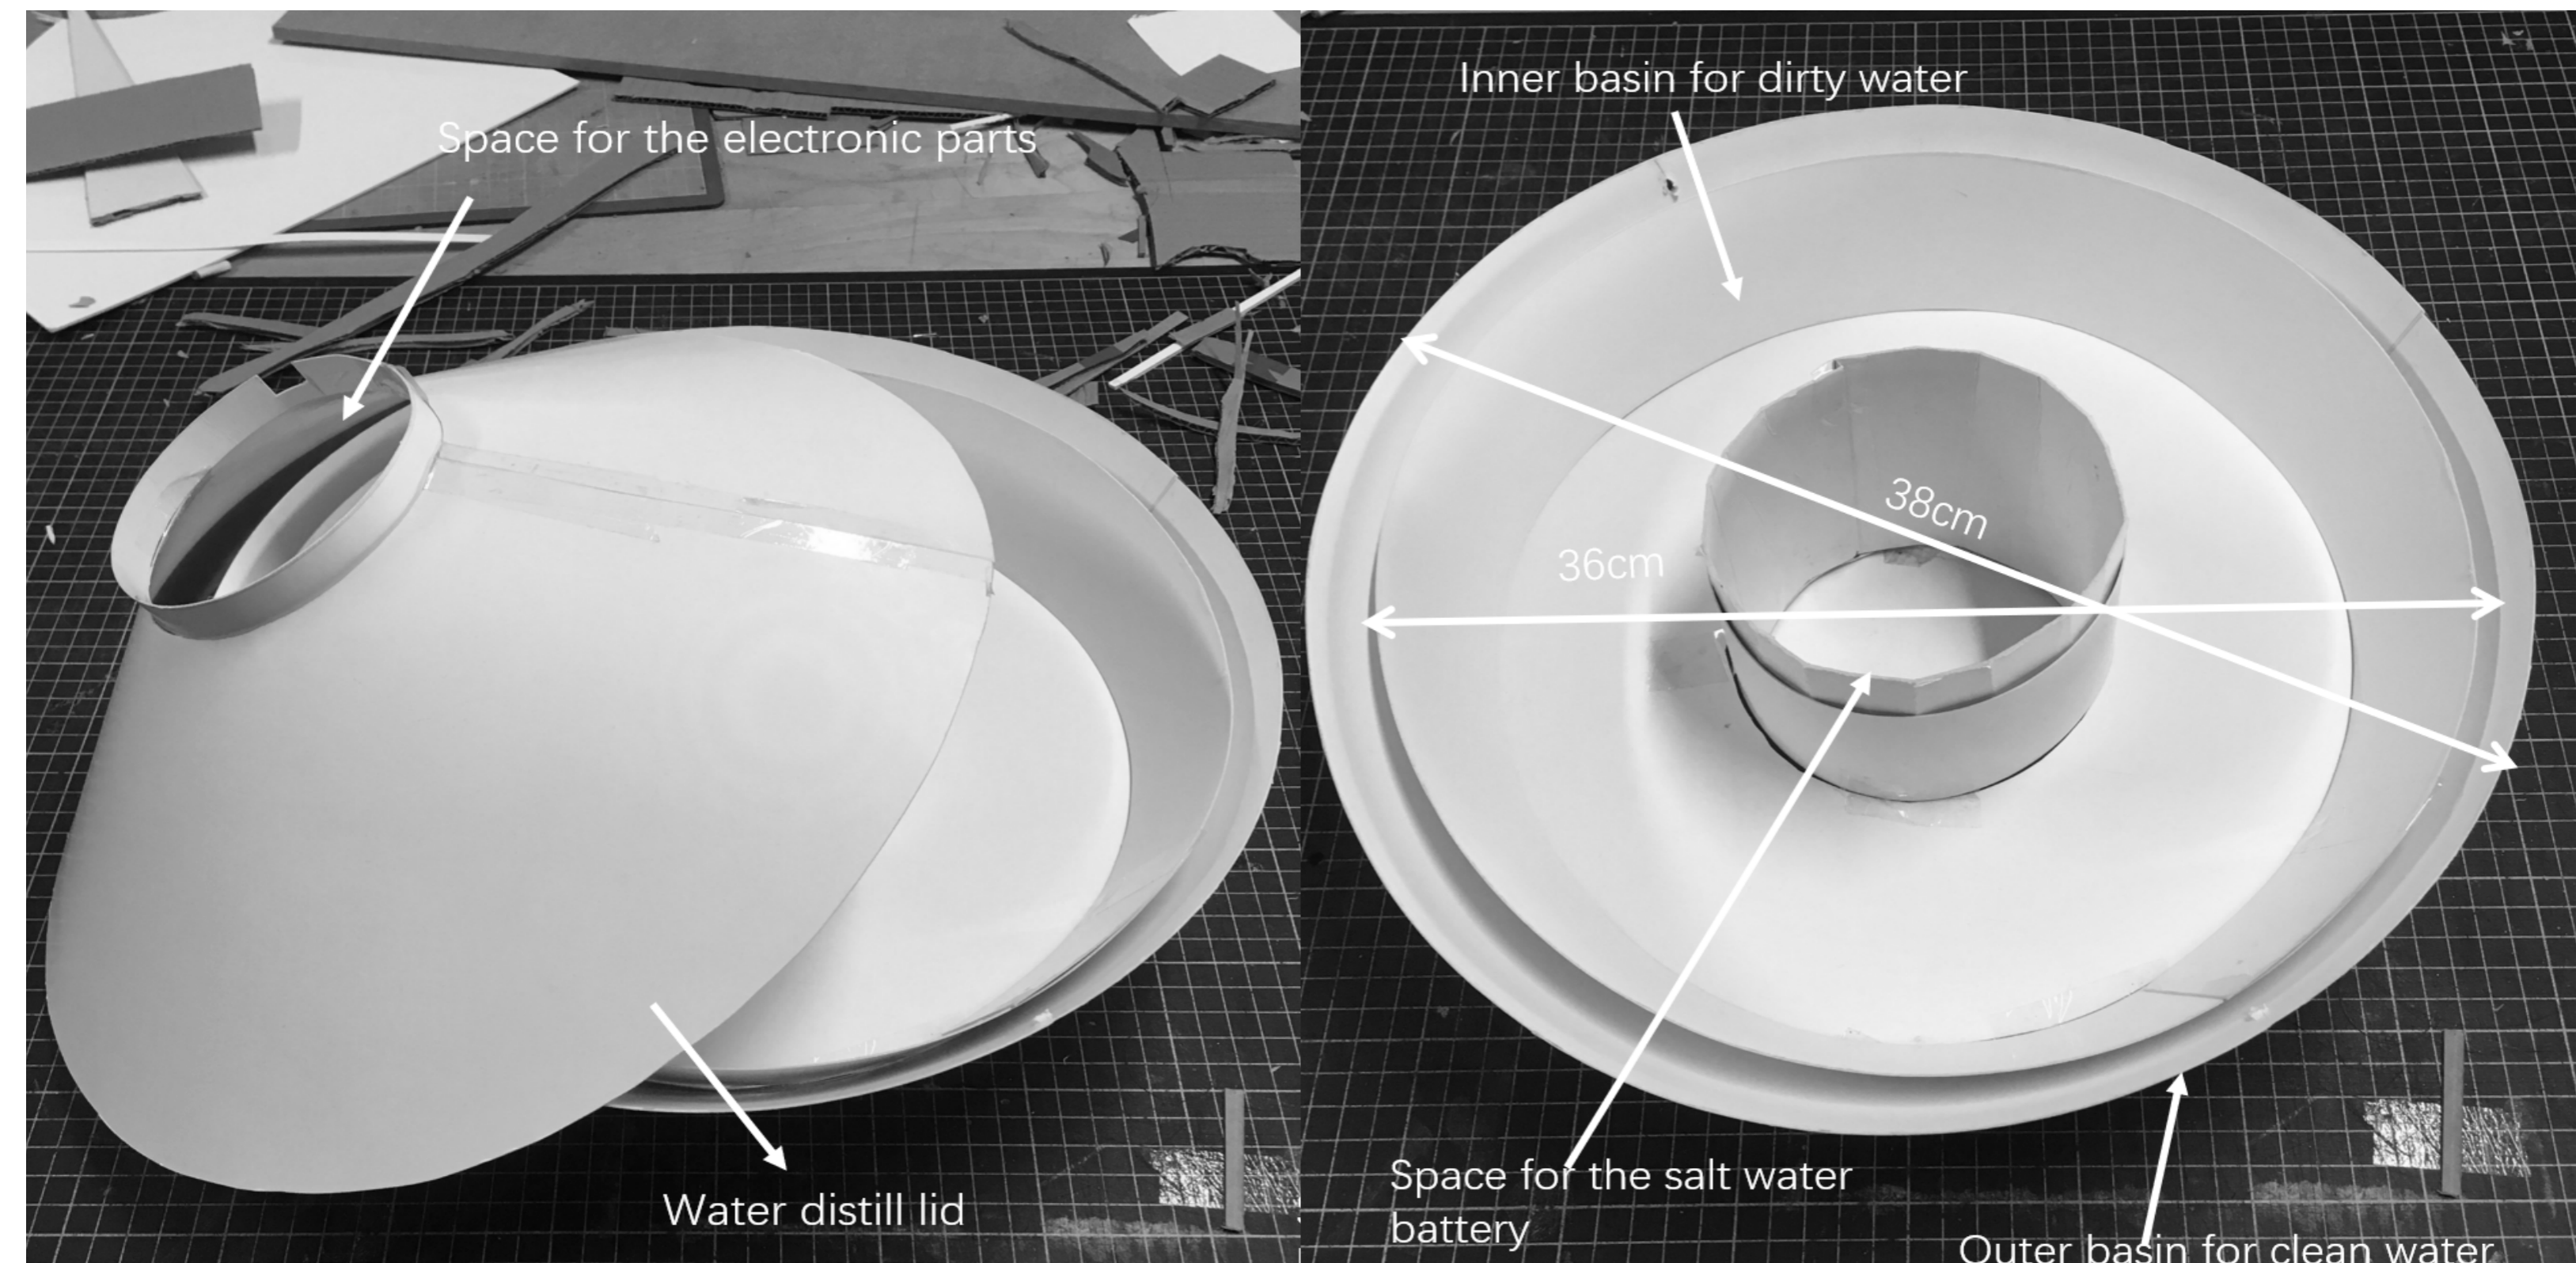 Space for the electronic parts
Water distill lid
Inner basin for dirty water
38cm
36cm
Space for the salt water
battery
Outer basin for clean water